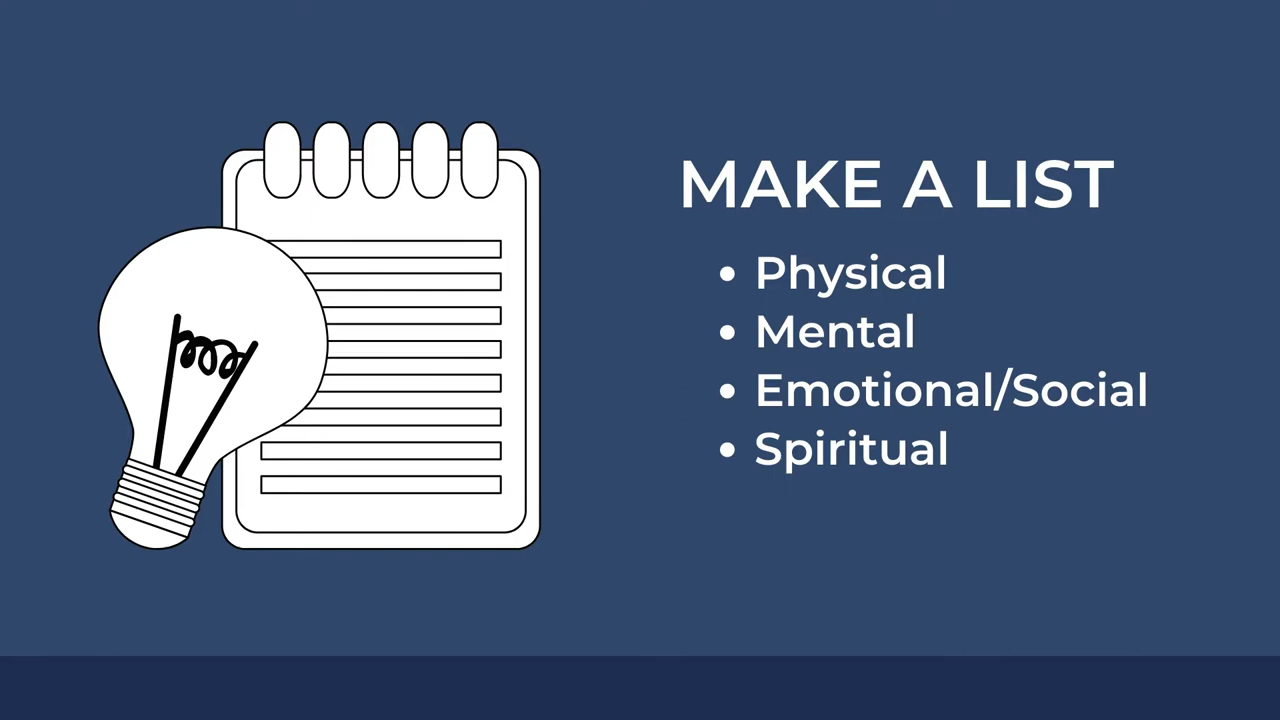 MAKE A LIST
• Physical
• Mental
• Emotional/Social
• Spiritual